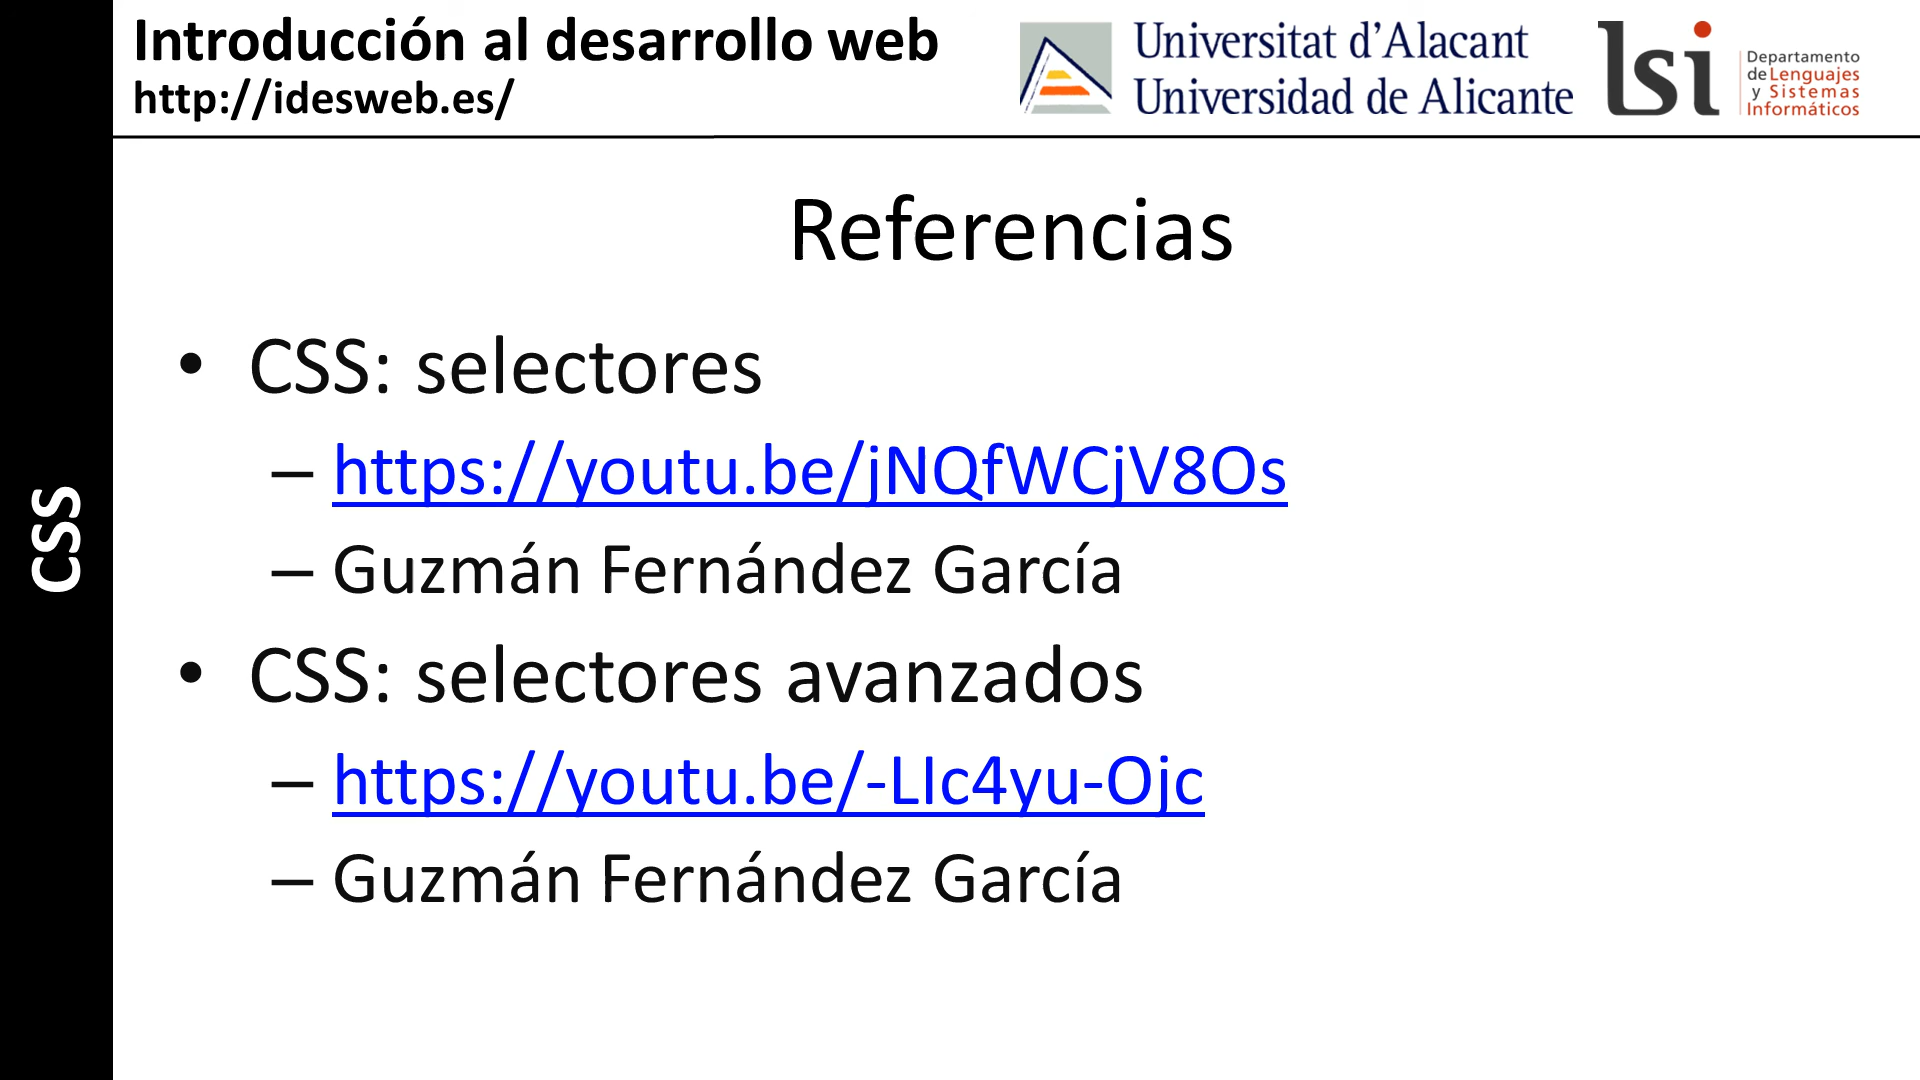 Introducción al desarrollo web
http://idesweb.es/
Universitat d’Alacant
Universidad de Alicante
lsi
Departamento
de Lenguajes
y Sistemas
Informáticos
CSS
Referencias
• CSS: selectores
– https://youtu.be/jNQfWCjV8Os
– Guzmán Fernández García
• CSS: selectores avanzados
– https://youtu.be/-LIc4yu-Ojc
– Guzmán Fernández García